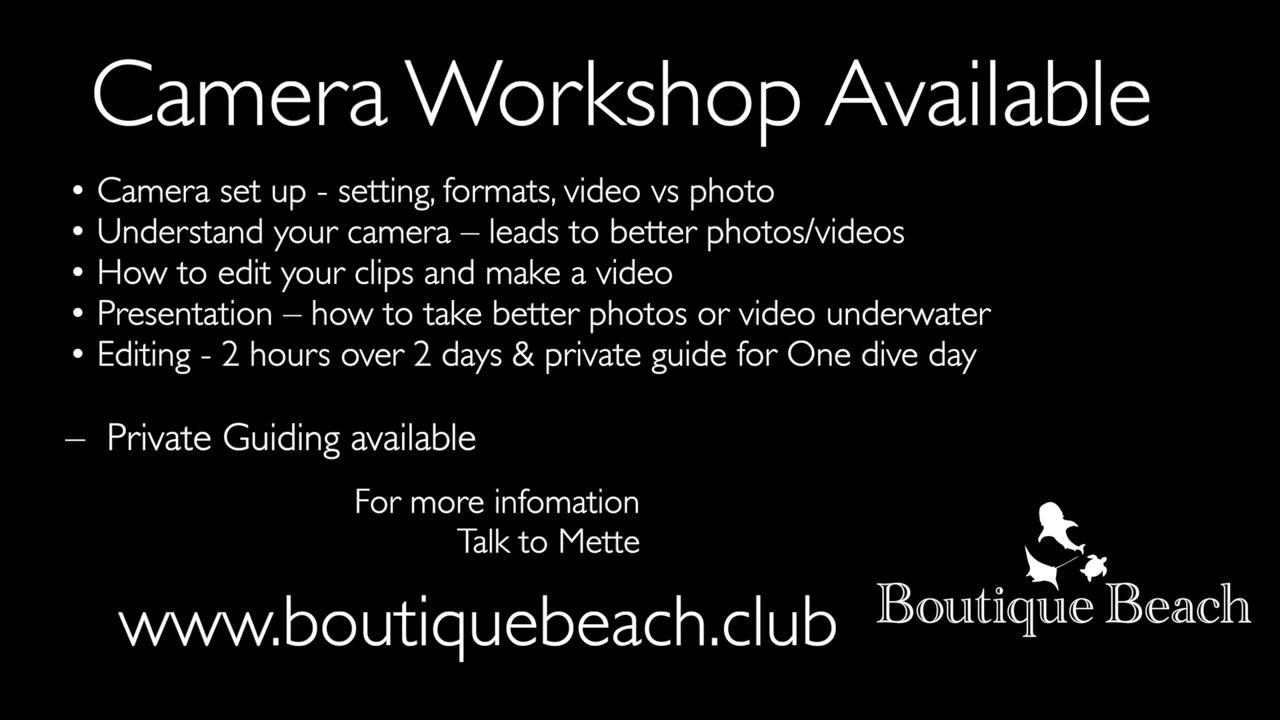 Camera Workshop Available
• Camera set up - setting, formats, video vs photo
• Understand your camera – leads to better photos/videos
• How to edit your clips and make a video
• Presentation – how to take better photos or video underwater
• Editing - 2 hours over 2 days & private guide for One dive day
– Private Guiding available
For more infomation
Talk to Mette
www.boutiquebeach.club
Boutique Beach